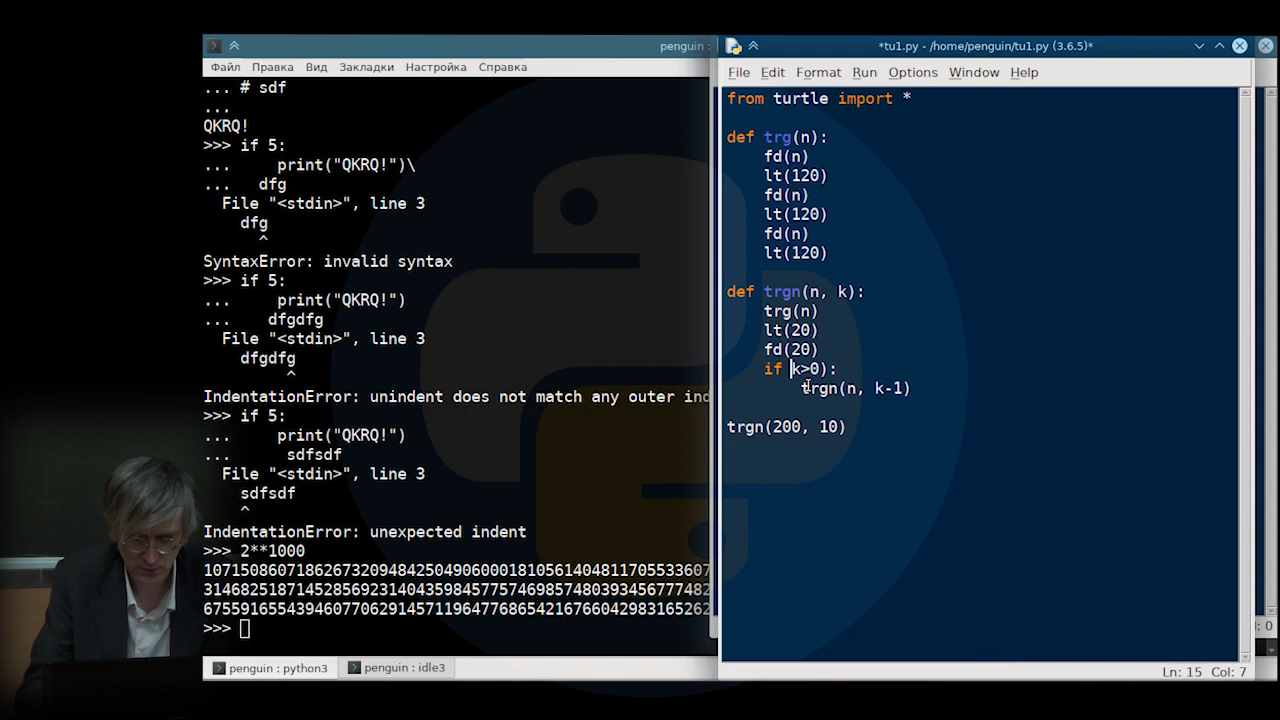 penguin :
Файл Правка Вид Закладки Настройка Справка
... # sdf
...
QKRQ!
>>> if 5:
...     print("QKRQ!")\
...   dfg
  File "<stdin>", line 3
    dfg
      ^
SyntaxError: invalid syntax
>>> if 5:
...     print("QKRQ!")
...    dfgdfg
  File "<stdin>", line 3
    dfgdfg
         ^
IndentationError: unindent does not match any outer ind
>>> if 5:
...     print("QKRQ!")
...      sdfsdf
  File "<stdin>", line 3
    sdfsdf
    ^
IndentationError: unexpected indent
>>> 2**1000
1071508607186267320948425049060001810561404811705533607
3146825187145285692314043598457757469857480393456777482
6755916554394607706291457119647768654216766042983165262
>>>
penguin : python3
penguin : idle3
*tu1.py - /home/penguin/tu1.py (3.6.5)*
File Edit Format Run Options Window Help
from turtle import *
def trg(n):
    fd(n)
    lt(120)
    fd(n)
    lt(120)
    fd(n)
    lt(120)
def trgn(n, k):
    trg(n)
    lt(20)
    fd(20)
    if k>0):
        trgn(n, k-1)
trgn(200, 10)
Ln: 15 Col: 7
: 0